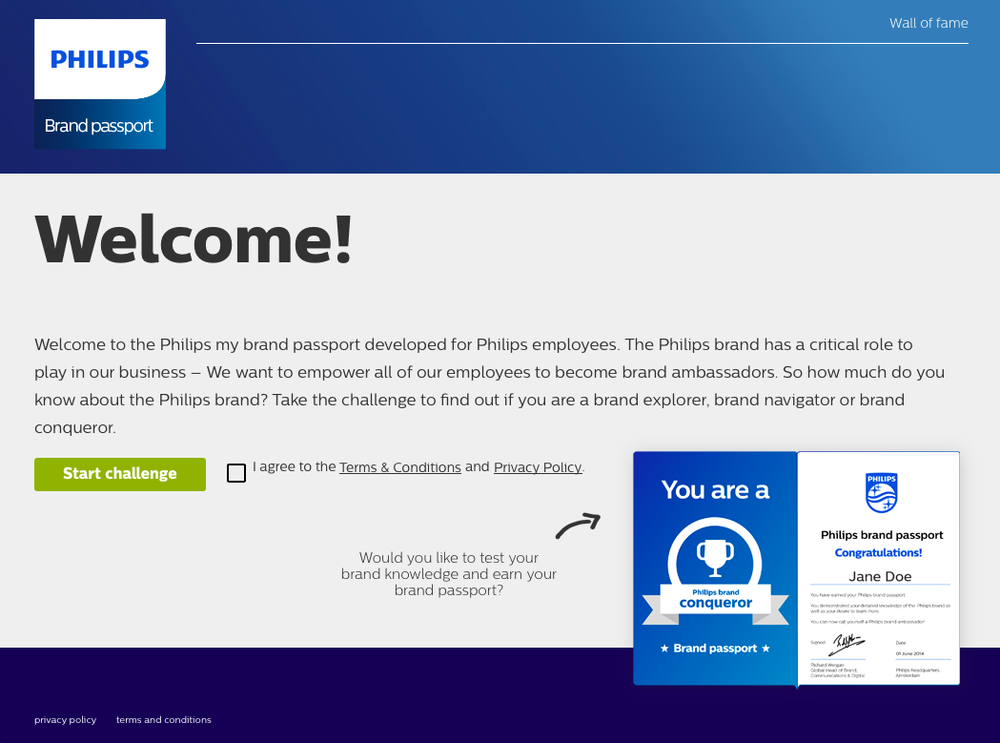 Wall of fame
PHILIPS
Brand passport
Welcome!
Welcome to the Philips my brand passport developed for Philips employees. The Philips brand has a critical role to
play in our business – We want to empower all of our employees to become brand ambassadors. So how much do you
know about the Philips brand? Take the challenge to find out if you are a brand explorer, brand navigator or brand
conqueror.
Start challenge
I agree to the Terms & Conditions and Privacy Policy.
Would you like to test your
brand knowledge and earn your
brand passport?
You are a
Philips brand
conqueror
★ Brand passport ★
PHILIPS
Philips brand passport
Congratulations!
Jane Doe
You have earned your Philips brand passport.
You demonstrated your detailed knowledge of the Philips brand as
well as your desire to learn more.
You can now call yourself a Philips brand ambassador!
Signed
Date
01 June 2014
Richard Wergan
Global Head of Brand,
Communications & Digital
Philips Headquarters,
Amsterdam
privacy policy
terms and conditions